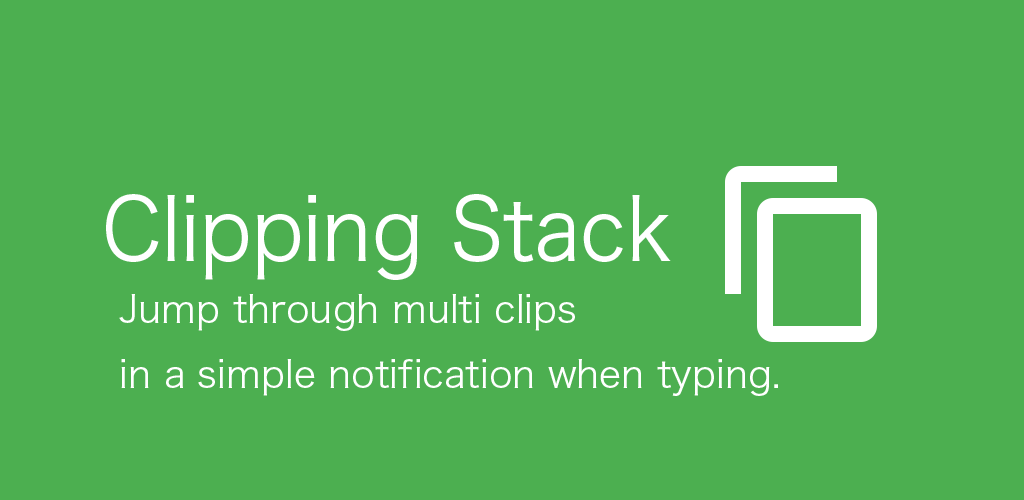 Clipping Stack
Jump through multi clips
in a simple notification when typing.